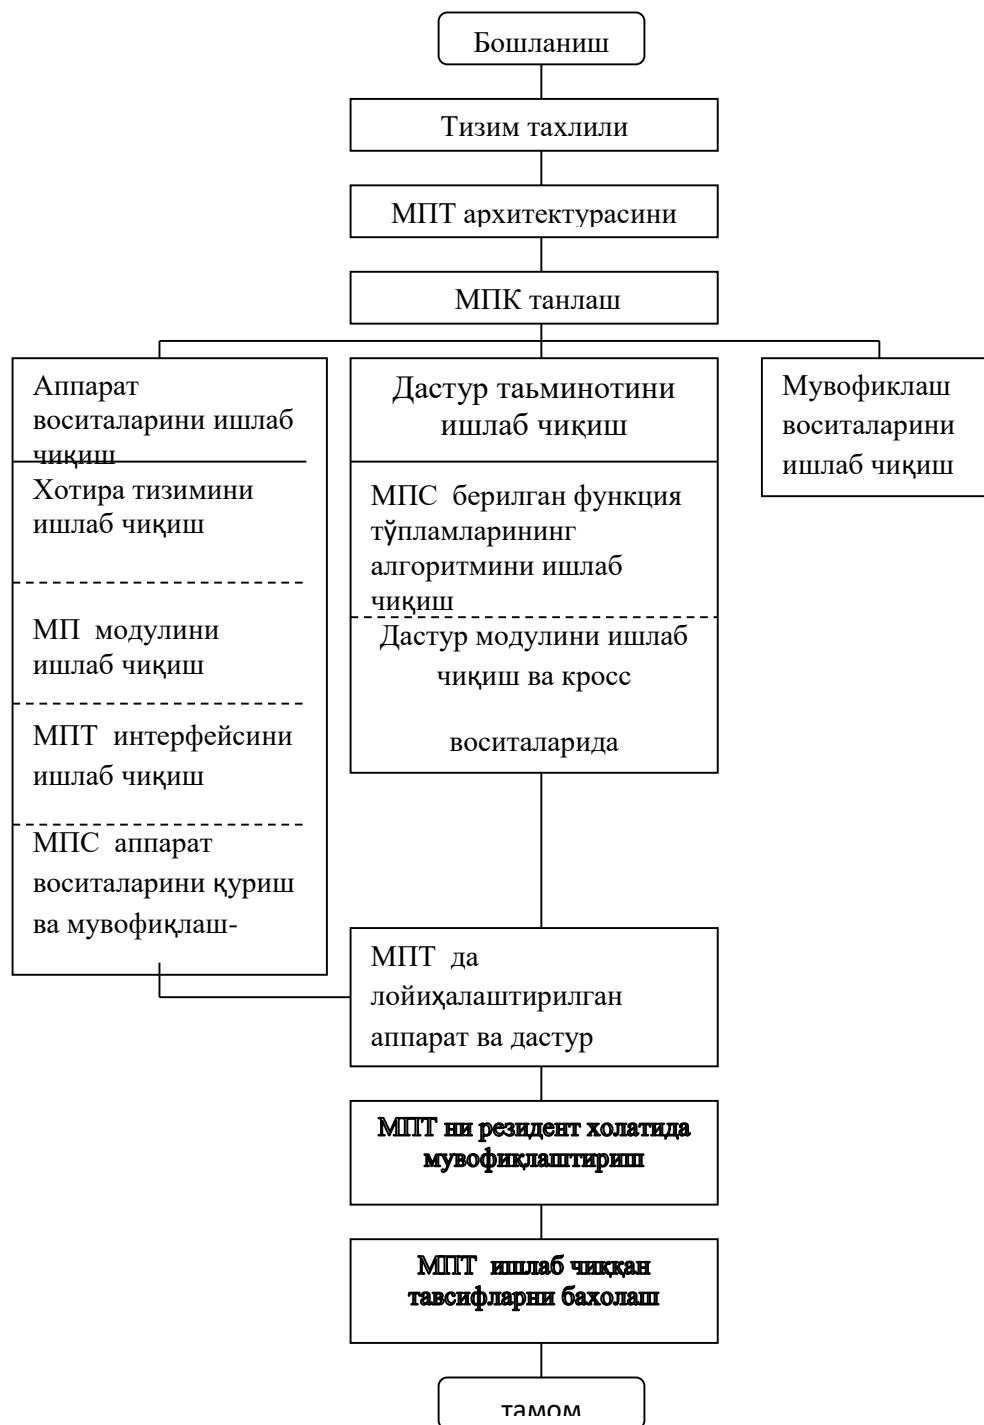 Бошланиш
Тизим тахлили
МПТ архитектурасини
МПК танлаш
Аппарат
воситаларини ишлаб
чиқиш
Хотира тизимини
ишлаб чиқиш
МП модулини
ишлаб чиқиш
МПТ интерфейсини
ишлаб чиқиш
МПС аппарат
воситаларини қуриш
ва мувофиқлаш-
Дастур таьминотини
ишлаб чиқиш
МПС берилган функция
тўпламларининг
алгоритмини ишлаб
чиқиш
Дастур модулини ишлаб
чиқиш ва кросс
воситаларида
Мувофиклаш
воситаларини
ишлаб чиқиш
МПТ да
лойиҳалаштирилган
аппарат ва дастур
МПТ ни резидент холатида
мувофиқлаштириш
МПТ ишлаб чиққан
тавсифларни бахолаш
тамом